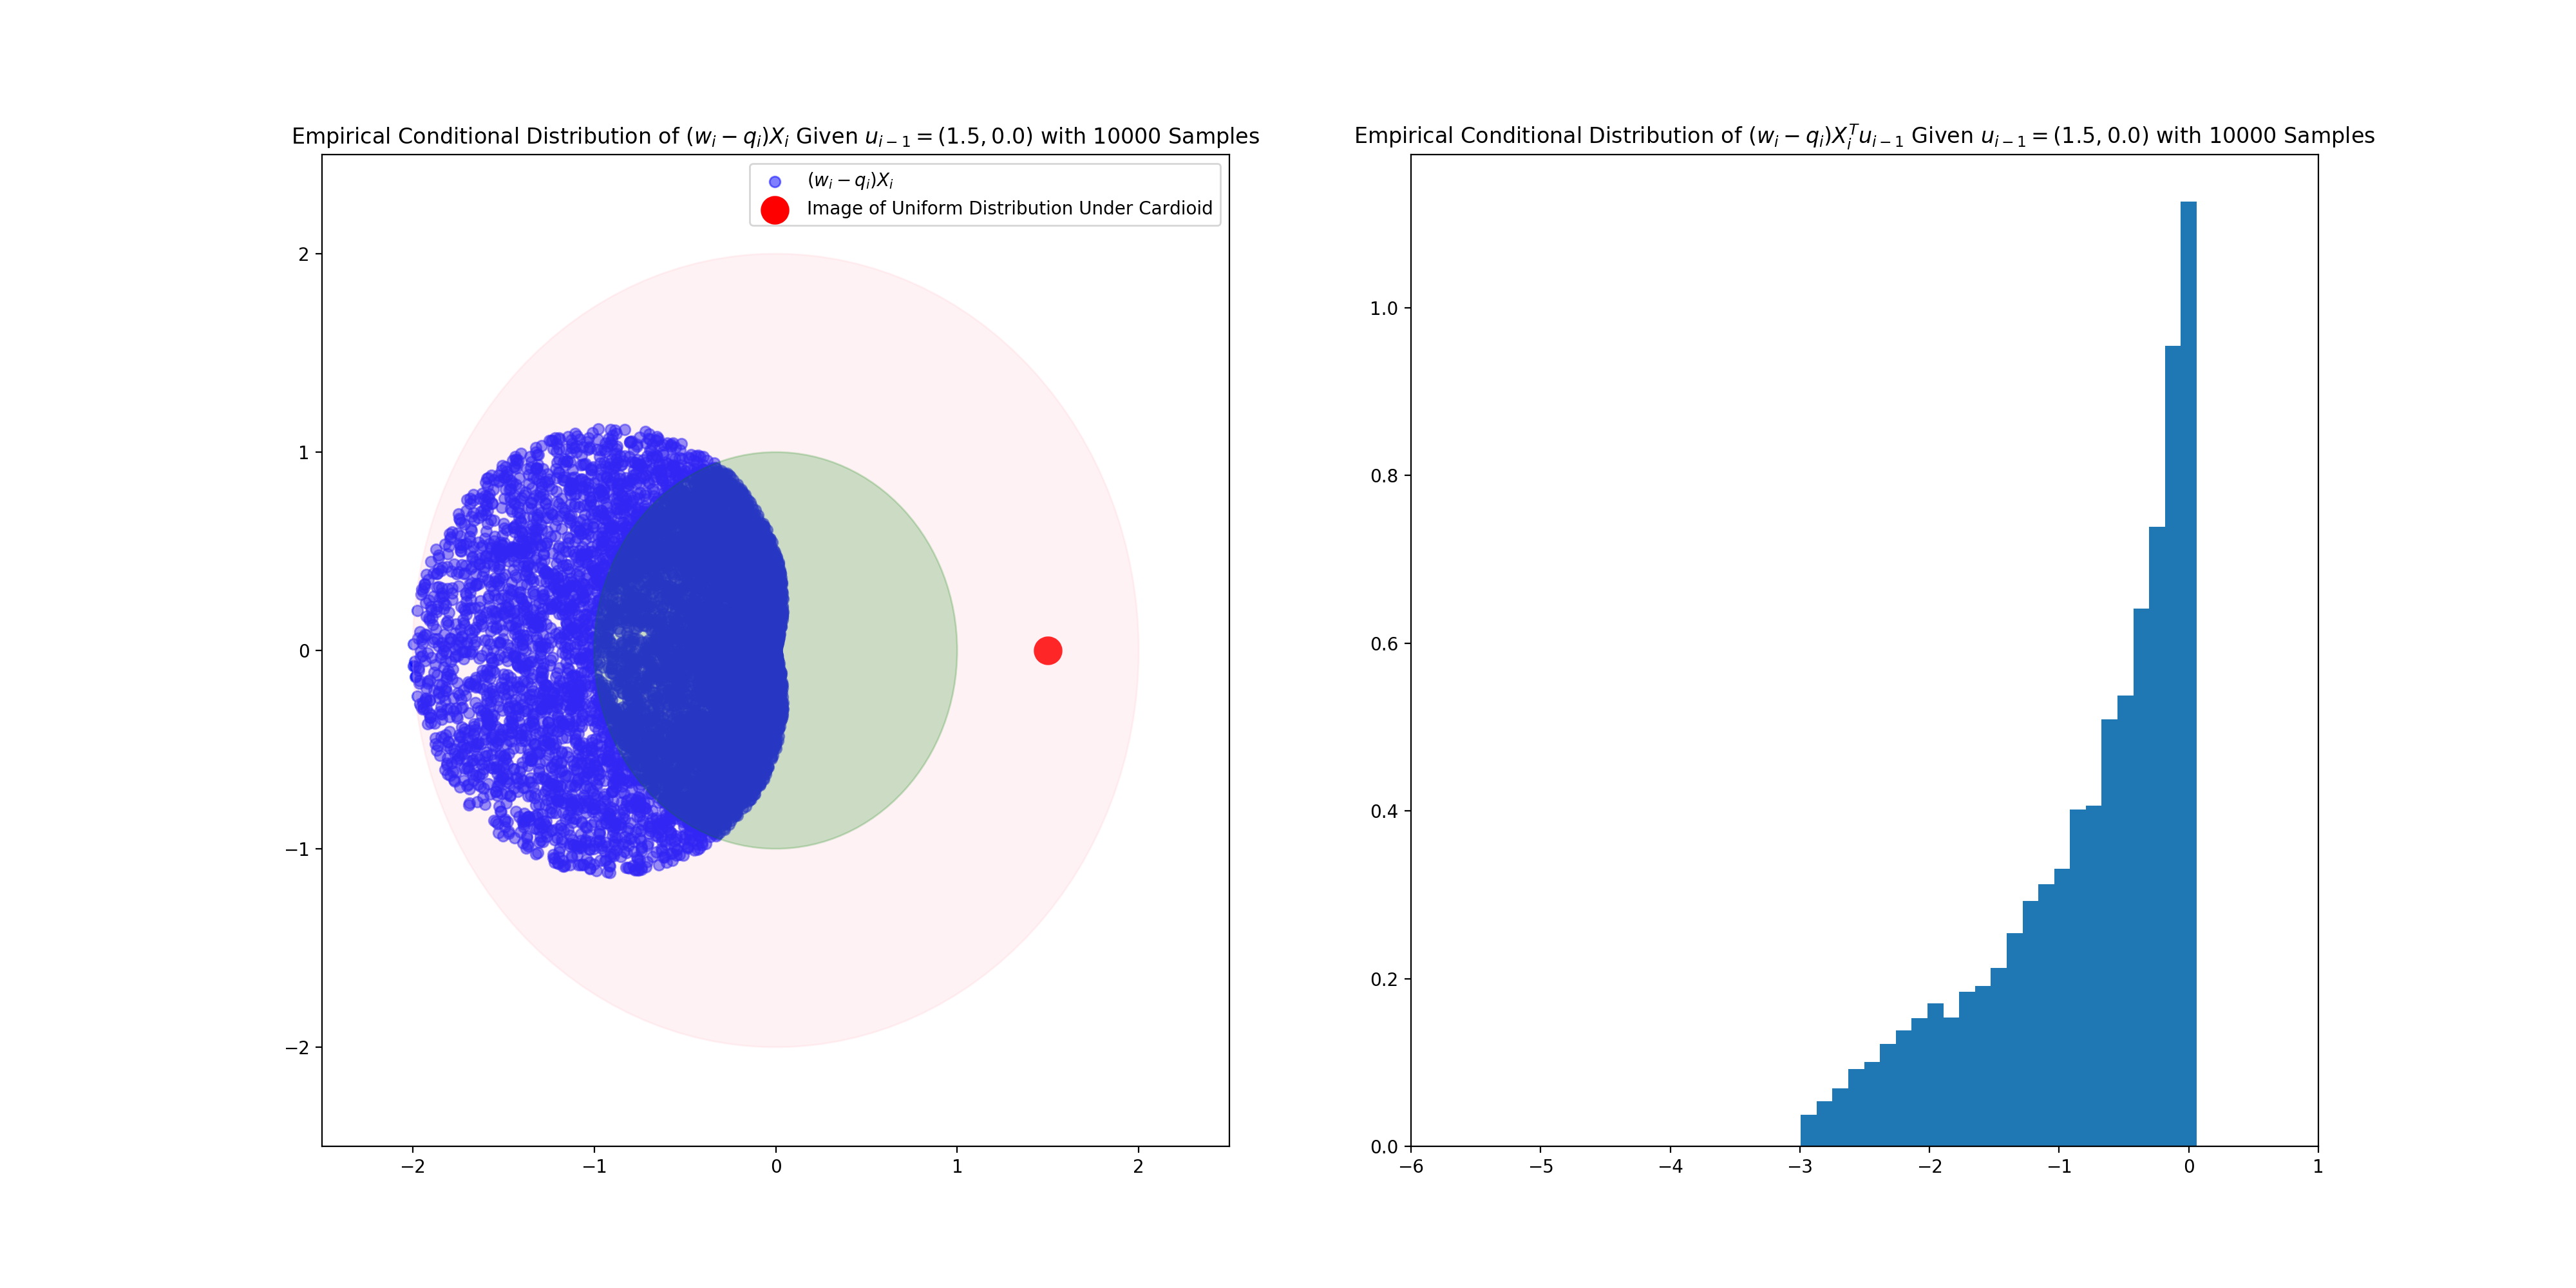 Empirical Conditional Distribution of $(w_i - q_i)X_i$ Given $u_{i-1} = (1.5, 0.0)$ with 10000 Samples
$(w_i - q_i)X_i$
Image of Uniform Distribution Under Cardioid
2
1
0
−1
−2
−2 −1 0 1 2
Empirical Conditional Distribution of $(w_i - q_i)X_i^T u_{i-1}$ Given $u_{i-1} = (1.5, 0.0)$ with 10000 Samples
1.0
0.8
0.6
0.4
0.2
0.0
−6 −5 −4 −3 −2 −1 0 1